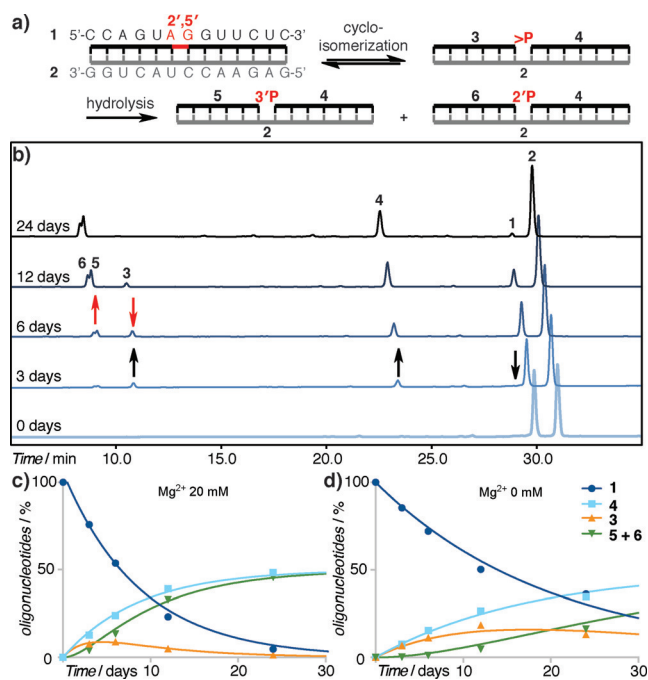 a)
2′,5′
1 5′-CCAGUAGGUUCUC-3′
2 3′-GGUCAUCCAAGAG-5′
cyclo-
isomerization
3 >P 4
2
hydrolysis
5 3′P 4
2
+
6 2′P 4
2
b)
2
4
1
24 days
6 5
3
12 days
6 days
3 days
0 days
Time / min 10.0 15.0 20.0 25.0 30.0
c)
Mg2+ 20 mM
oligonucleotides / %
100
50
0
Time / days
10 20 30
d)
Mg2+ 0 mM
oligonucleotides / %
100
50
0
Time / days
10 20 30
1
4
3
5 + 6